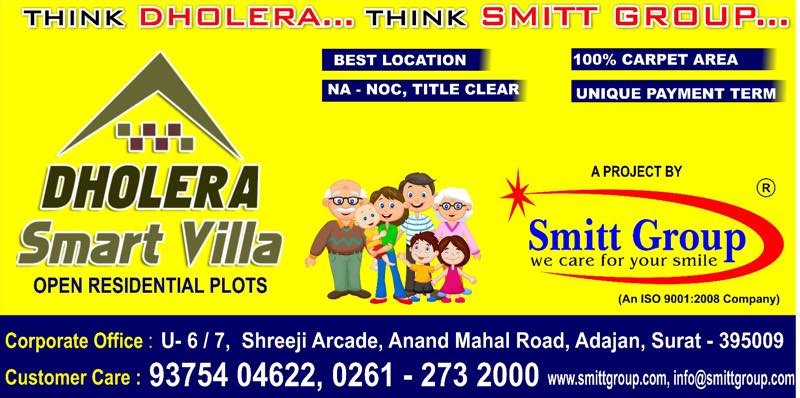 THINK DHOLERA... THINK SMITT GROUP...
BEST LOCATION
100% CARPET AREA
NA - NOC, TITLE CLEAR
UNIQUE PAYMENT TERM
DHOLERA
Smart Villa
OPEN RESIDENTIAL PLOTS
A PROJECT BY
®
Smitt Group
we care for your smile
(An ISO 9001:2008 Company)
Corporate Office : U- 6 / 7, Shreeji Arcade, Anand Mahal Road, Adajan, Surat - 395009
Customer Care : 93754 04622, 0261 - 273 2000 www.smittgroup.com, info@smittgroup.com